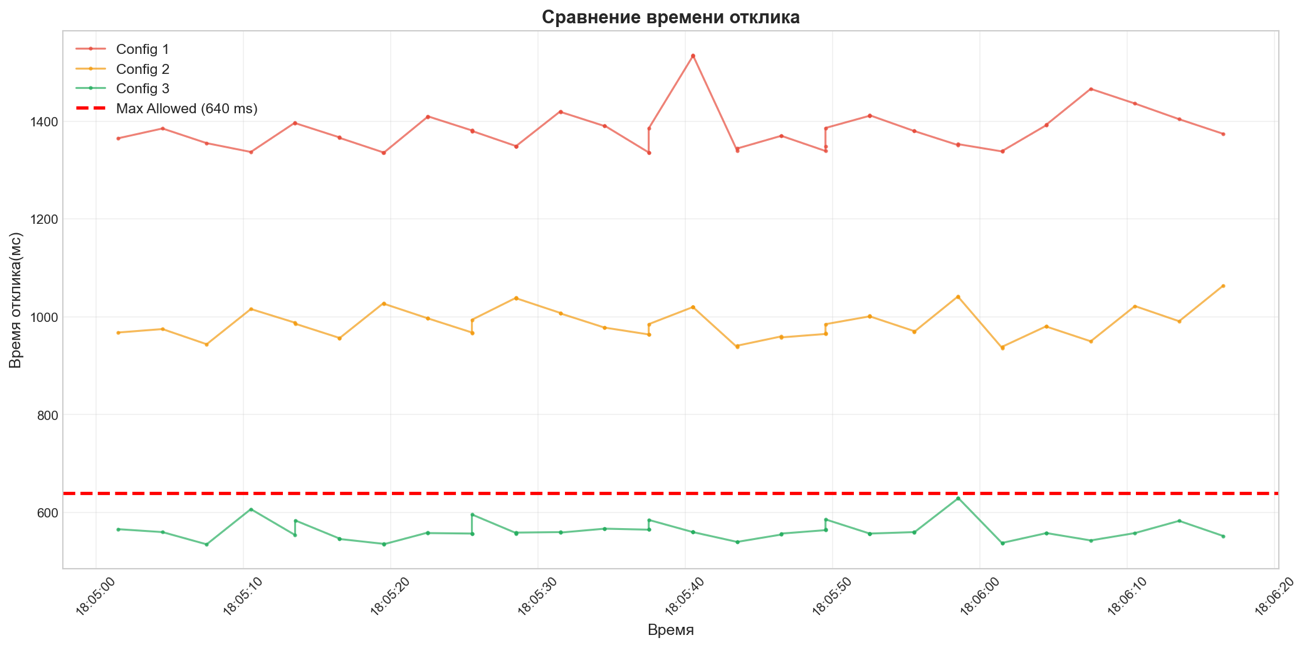 Сравнение времени отклика
Config 1
Config 2
Config 3
Max Allowed (640 ms)
Время отклика(мс)
1400
1200
1000
800
600
18:05:00
18:05:10
18:05:20
18:05:30
18:05:40
18:05:50
18:06:00
18:06:10
18:06:20
Время